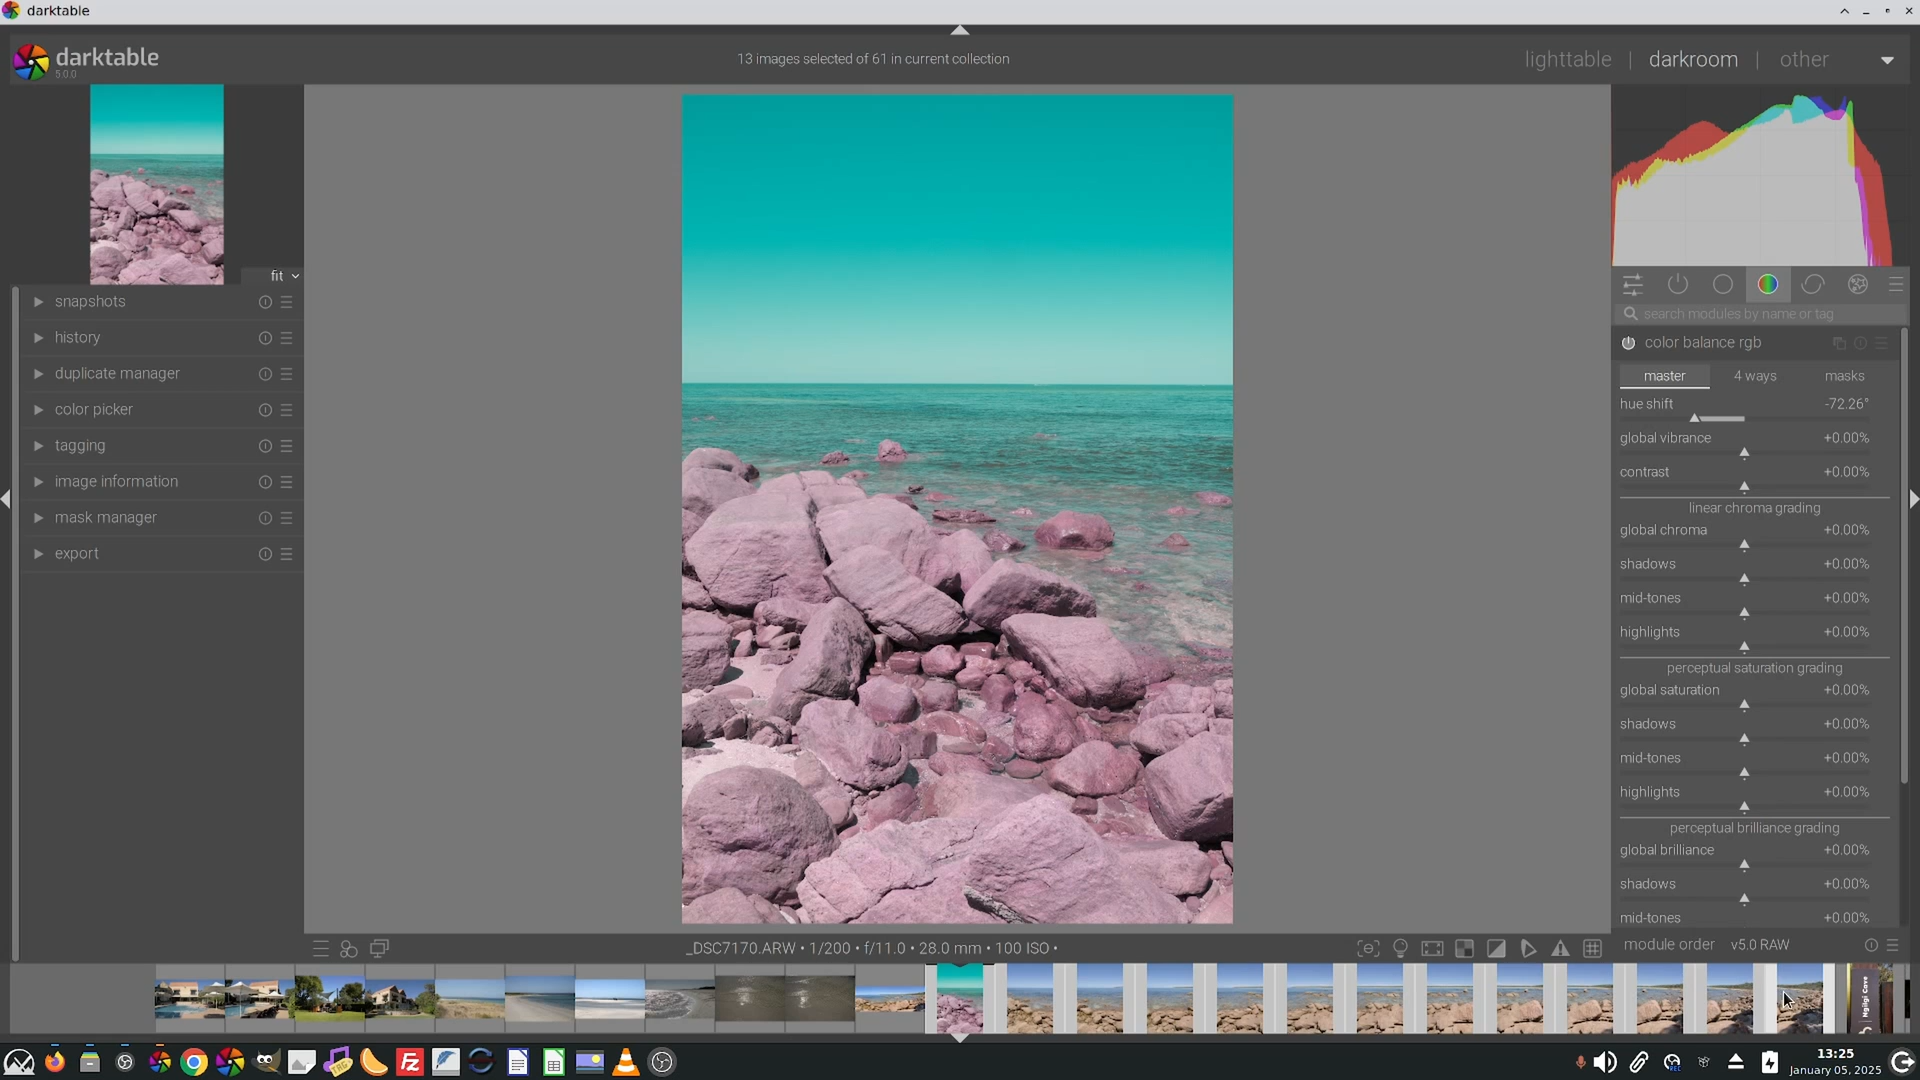 darktable
darktable
5.0.0
13 images selected of 61 in current collection
lighttable | darkroom | other
fit
snapshots
history
duplicate manager
color picker
tagging
image information
mask manager
export
search modules by name or tag
color balance rgb
master 4 ways masks
hue shift -72.26°
global vibrance +0.00%
contrast +0.00%
linear chroma grading
global chroma +0.00%
shadows +0.00%
mid-tones +0.00%
highlights +0.00%
perceptual saturation grading
global saturation +0.00%
shadows +0.00%
mid-tones +0.00%
highlights +0.00%
perceptual brilliance grading
global brilliance +0.00%
shadows +0.00%
mid-tones +0.00%
module order v5.0 RAW
_DSC7170.ARW • 1/200 • f/11.0 • 28.0 mm • 100 ISO •
Ngilgi Cave
13:25
January 05, 2025